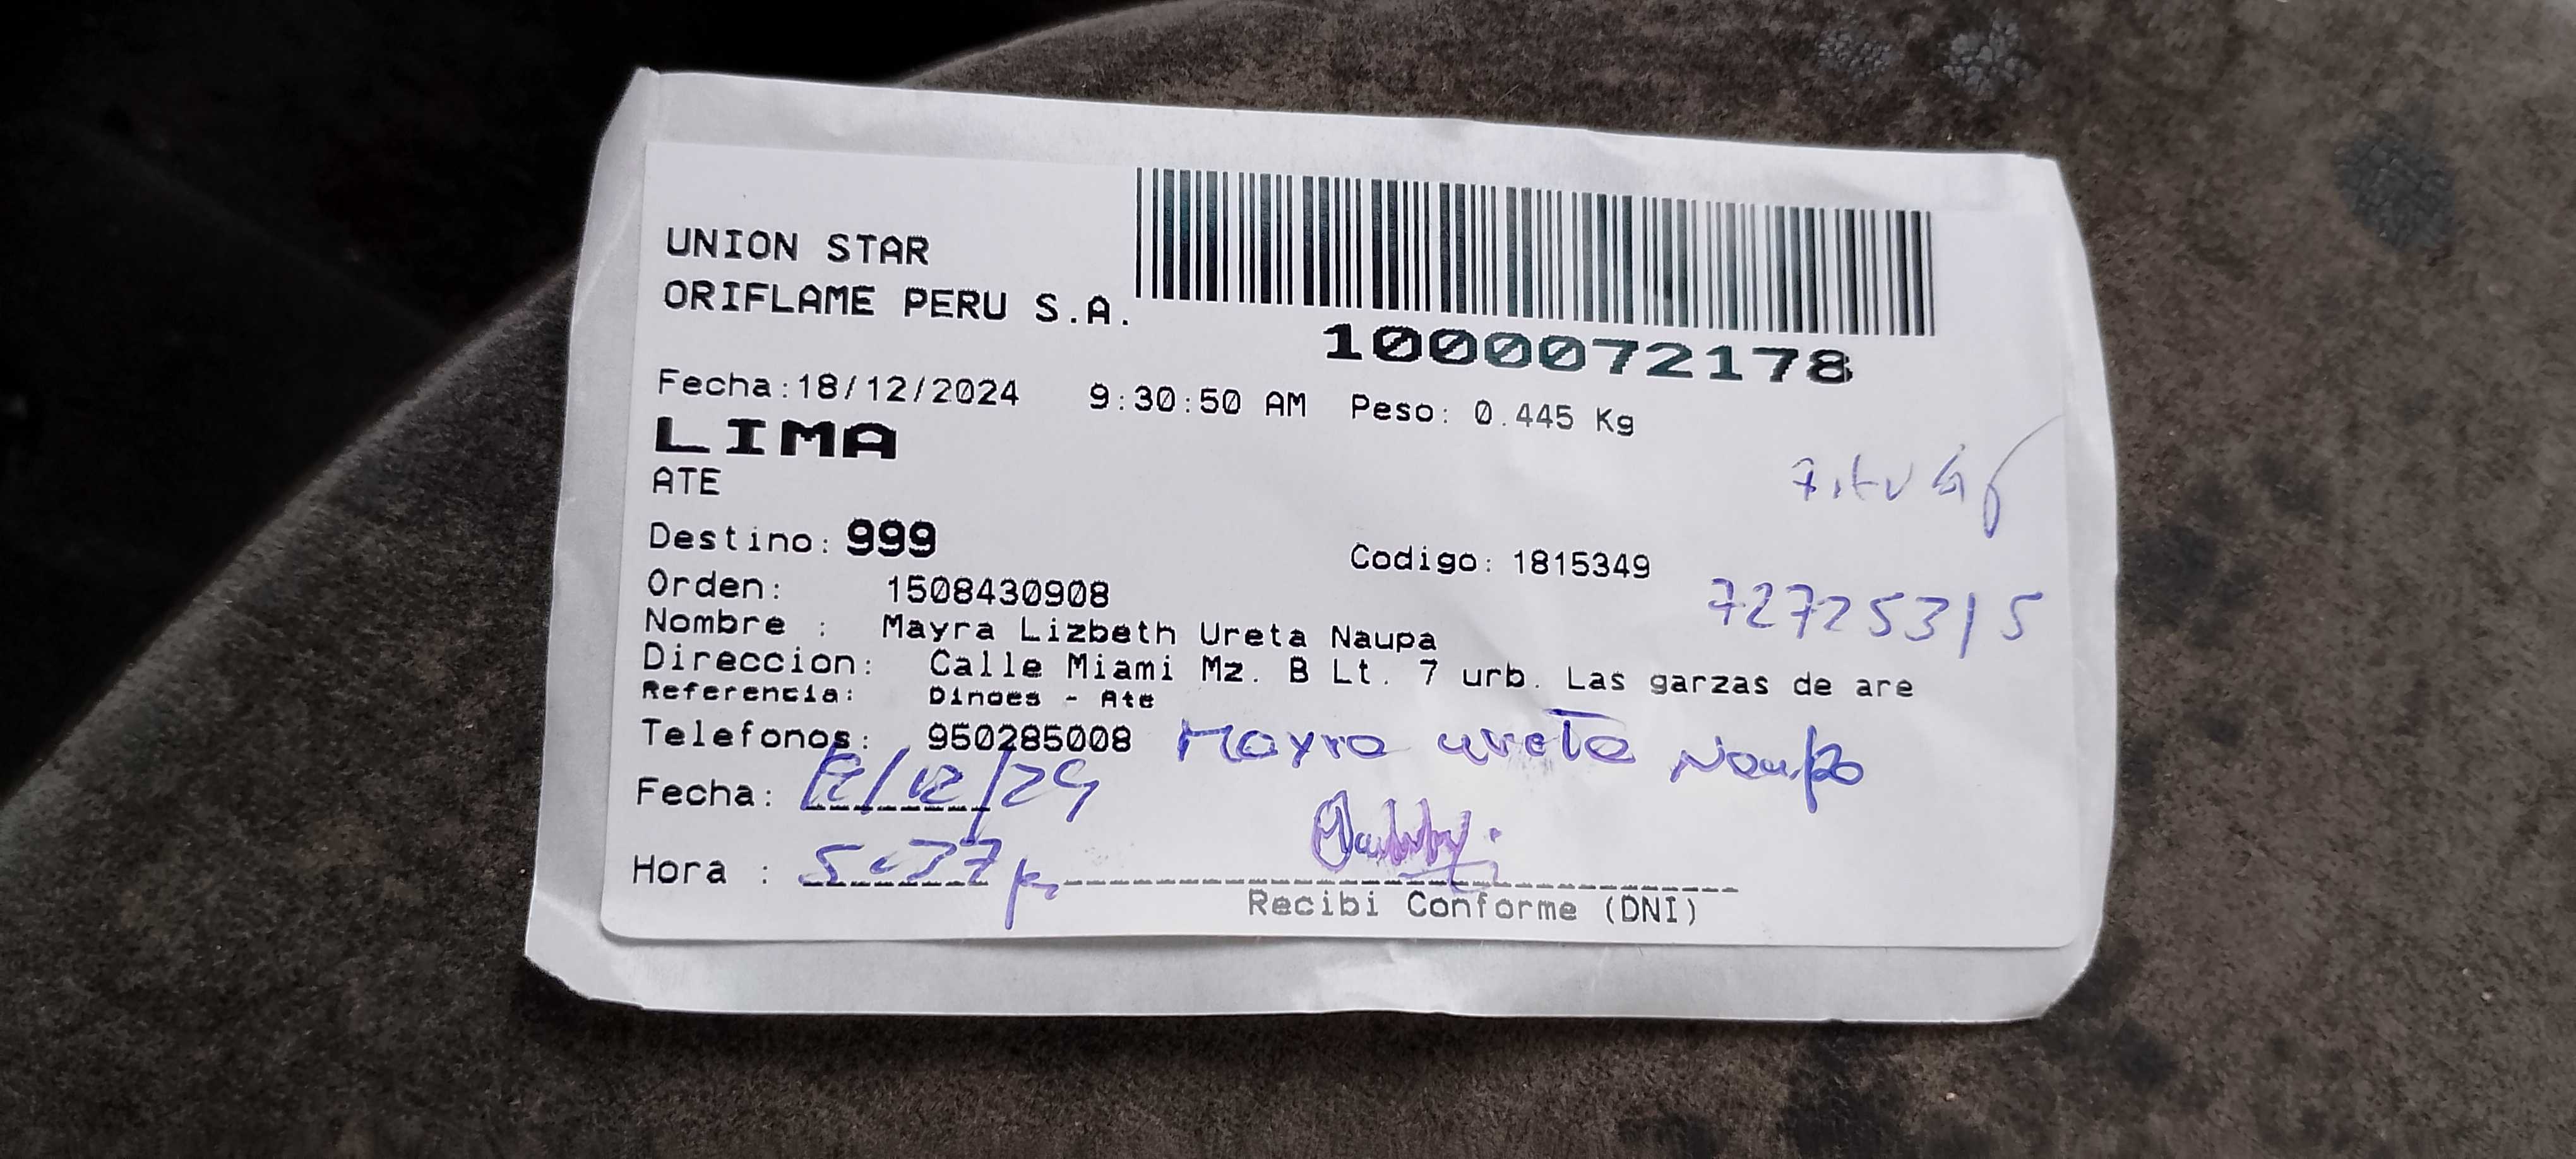 UNION STAR
ORIFLAME PERU S.A.
1000072178
Fecha:18/12/2024 9:30:50 AM Peso: 0.445 Kg
LIMA
ATE
Destino: 999
Codigo: 1815349
Orden: 1508430908
72725315
Nombre : Mayra Lizbeth Ureta Naupa
Direccion: Calle Miami Mz. B Lt. 7 urb. Las garzas de are
Referencia: Dinoes - Ate
Telefonos: 950285008 Mayra ureta Naupa
Fecha:
Hora :
Recibi Conforme (DNI)